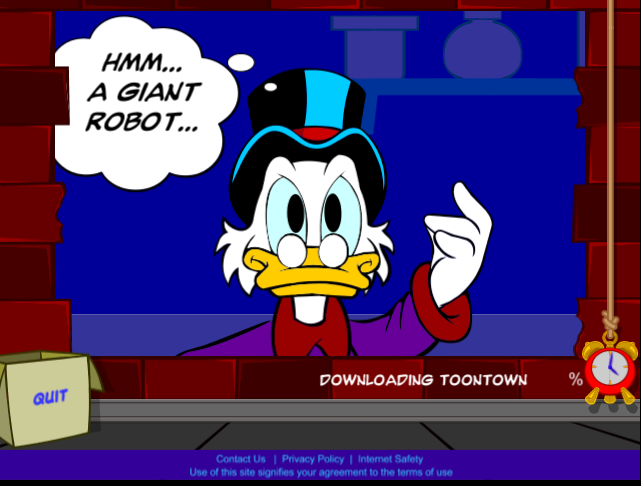 HMM...
A GIANT
ROBOT...
DOWNLOADING TOONTOWN %
QUIT
Contact Us | Privacy Policy | Internet Safety
Use of this site signifies your agreement to the terms of use